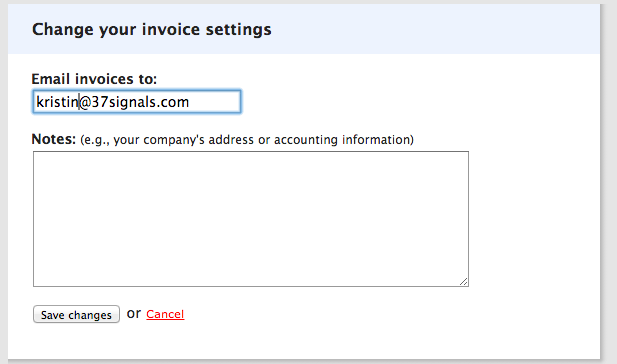 Change your invoice settings
Email invoices to:
kristin@37signals.com
Notes: (e.g., your company's address or accounting information)
Save changes or Cancel